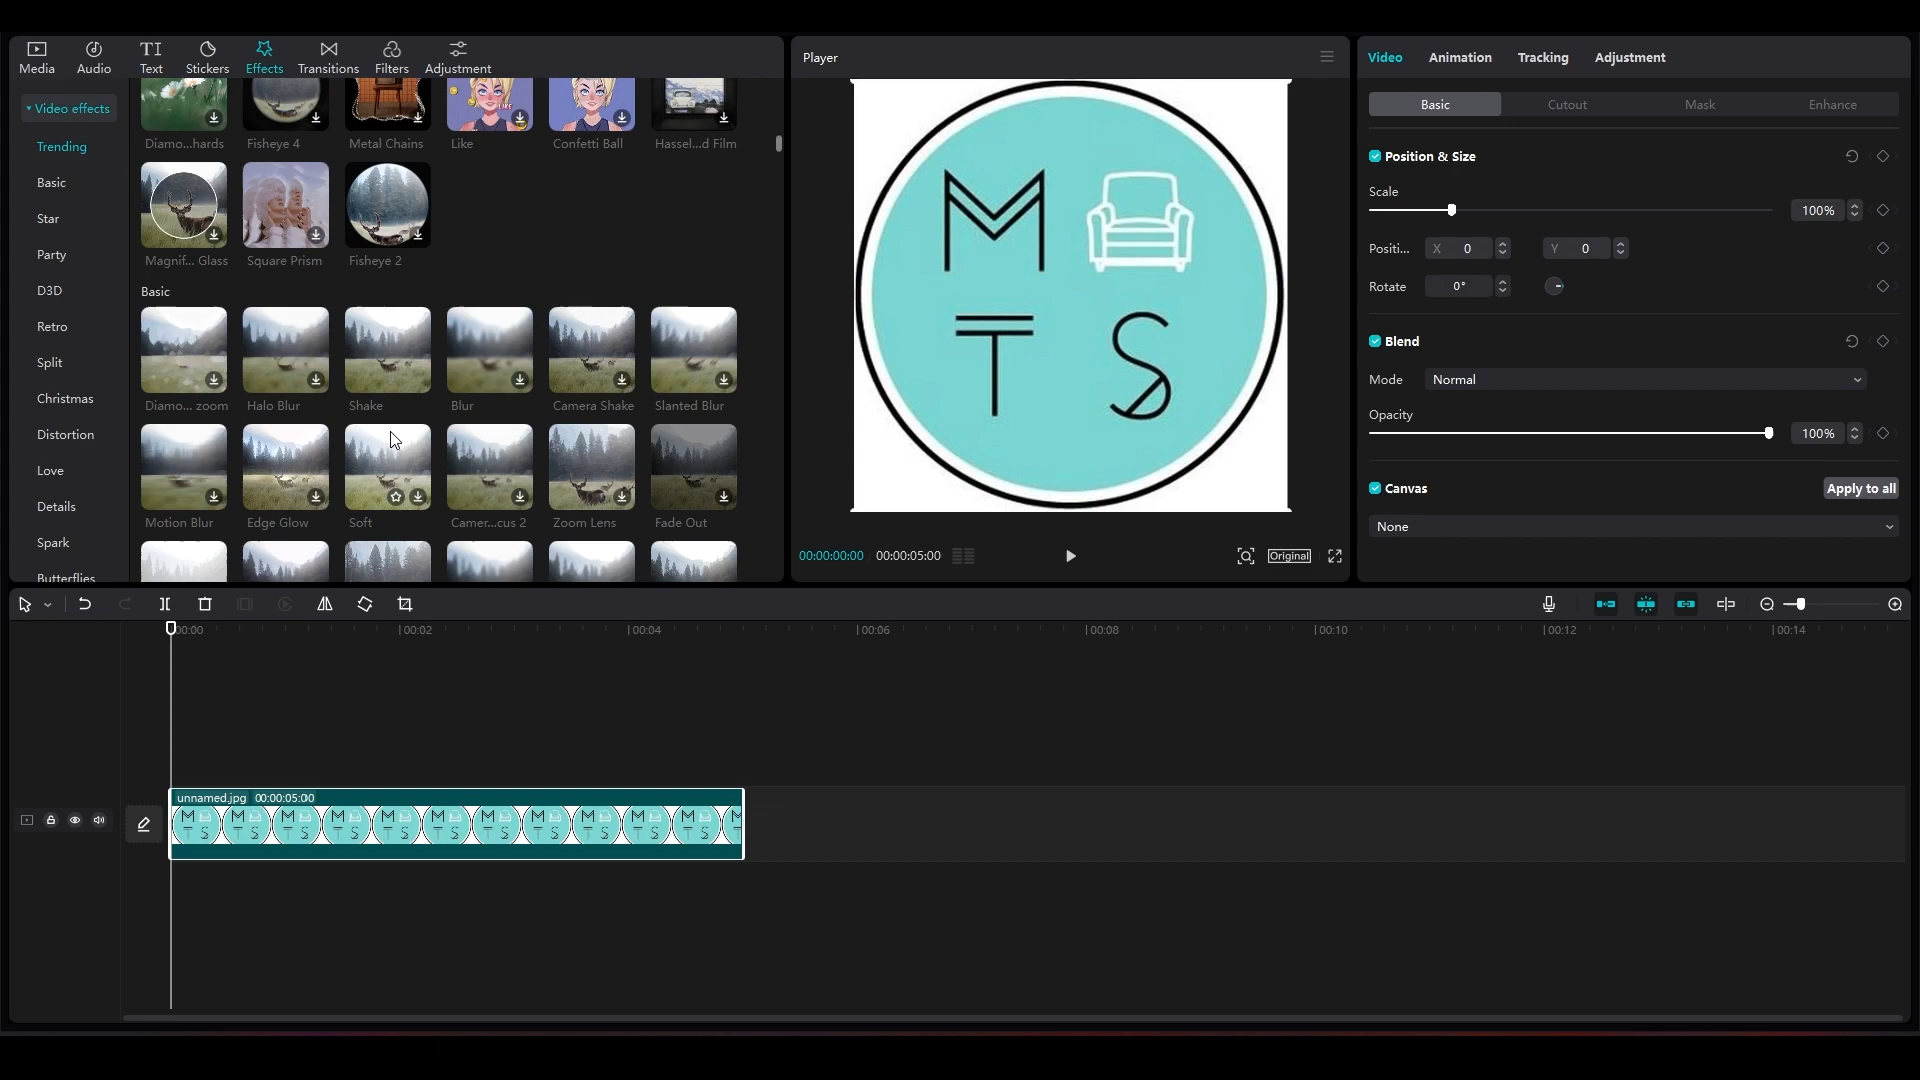 Media
Audio
Text
Stickers
Effects
Transitions
Filters
Adjustment
Video effects
Trending
Basic
Star
Party
D3D
Retro
Split
Christmas
Distortion
Love
Details
Spark
Butterflies
Diamo...hards
Fisheye 4
Metal Chains
Like
Confetti Ball
Hassel...d Film
Magnif... Glass
Square Prism
Fisheye 2
Basic
Diamo... zoom
Halo Blur
Shake
Blur
Camera Shake
Slanted Blur
Motion Blur
Edge Glow
Soft
Camer...cus 2
Zoom Lens
Fade Out
Player
M
T S
00:00:00:00 00:00:05:00
Original
Video
Animation
Tracking
Adjustment
Basic
Cutout
Mask
Enhance
Position & Size
Scale
100%
Positi... X 0 Y 0
Rotate 0°
Blend
Mode Normal
Opacity
100%
Canvas
Apply to all
None
00:00 00:02 00:04 00:06 00:08 00:10 00:12 00:14
unnamed.jpg 00:00:05:00